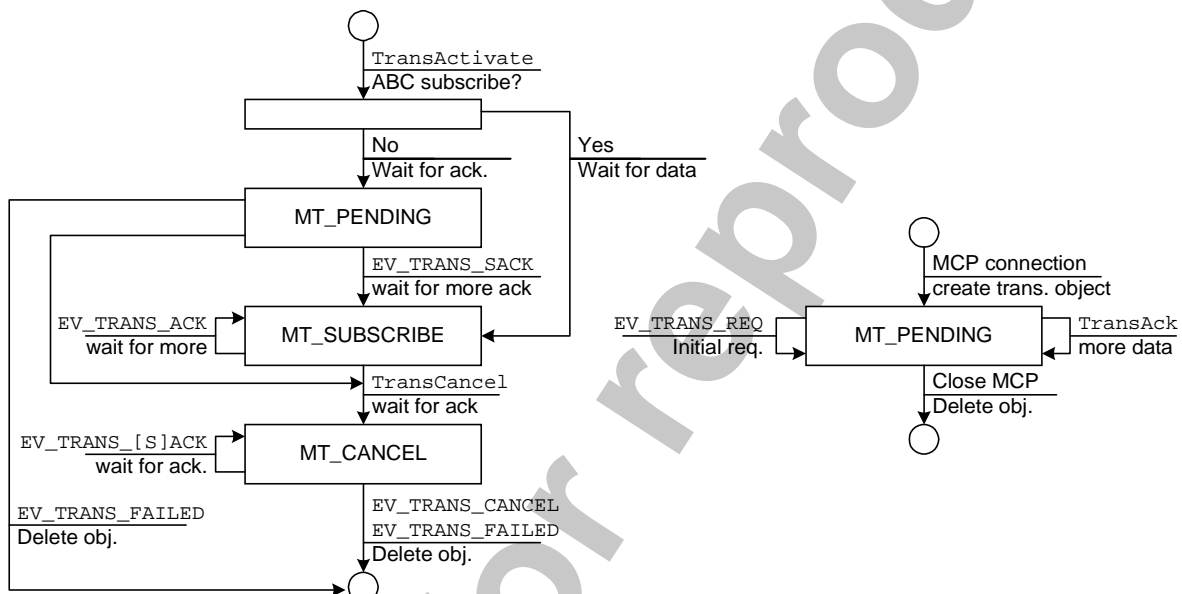 TransActivate
ABC subscribe?
No
Wait for ack.
Yes
Wait for data
MT_PENDING
EV_TRANS_SACK
wait for more ack
EV_TRANS_ACK
wait for more
MT_SUBSCRIBE
TransCancel
wait for ack
EV_TRANS_[S]ACK
wait for ack.
MT_CANCEL
EV_TRANS_CANCEL
EV_TRANS_FAILED
Delete obj.
EV_TRANS_FAILED
Delete obj.
MCP connection
create trans. object
EV_TRANS_REQ
Initial req.
MT_PENDING
TransAck
more data
Close MCP
Delete obj.
or reprod